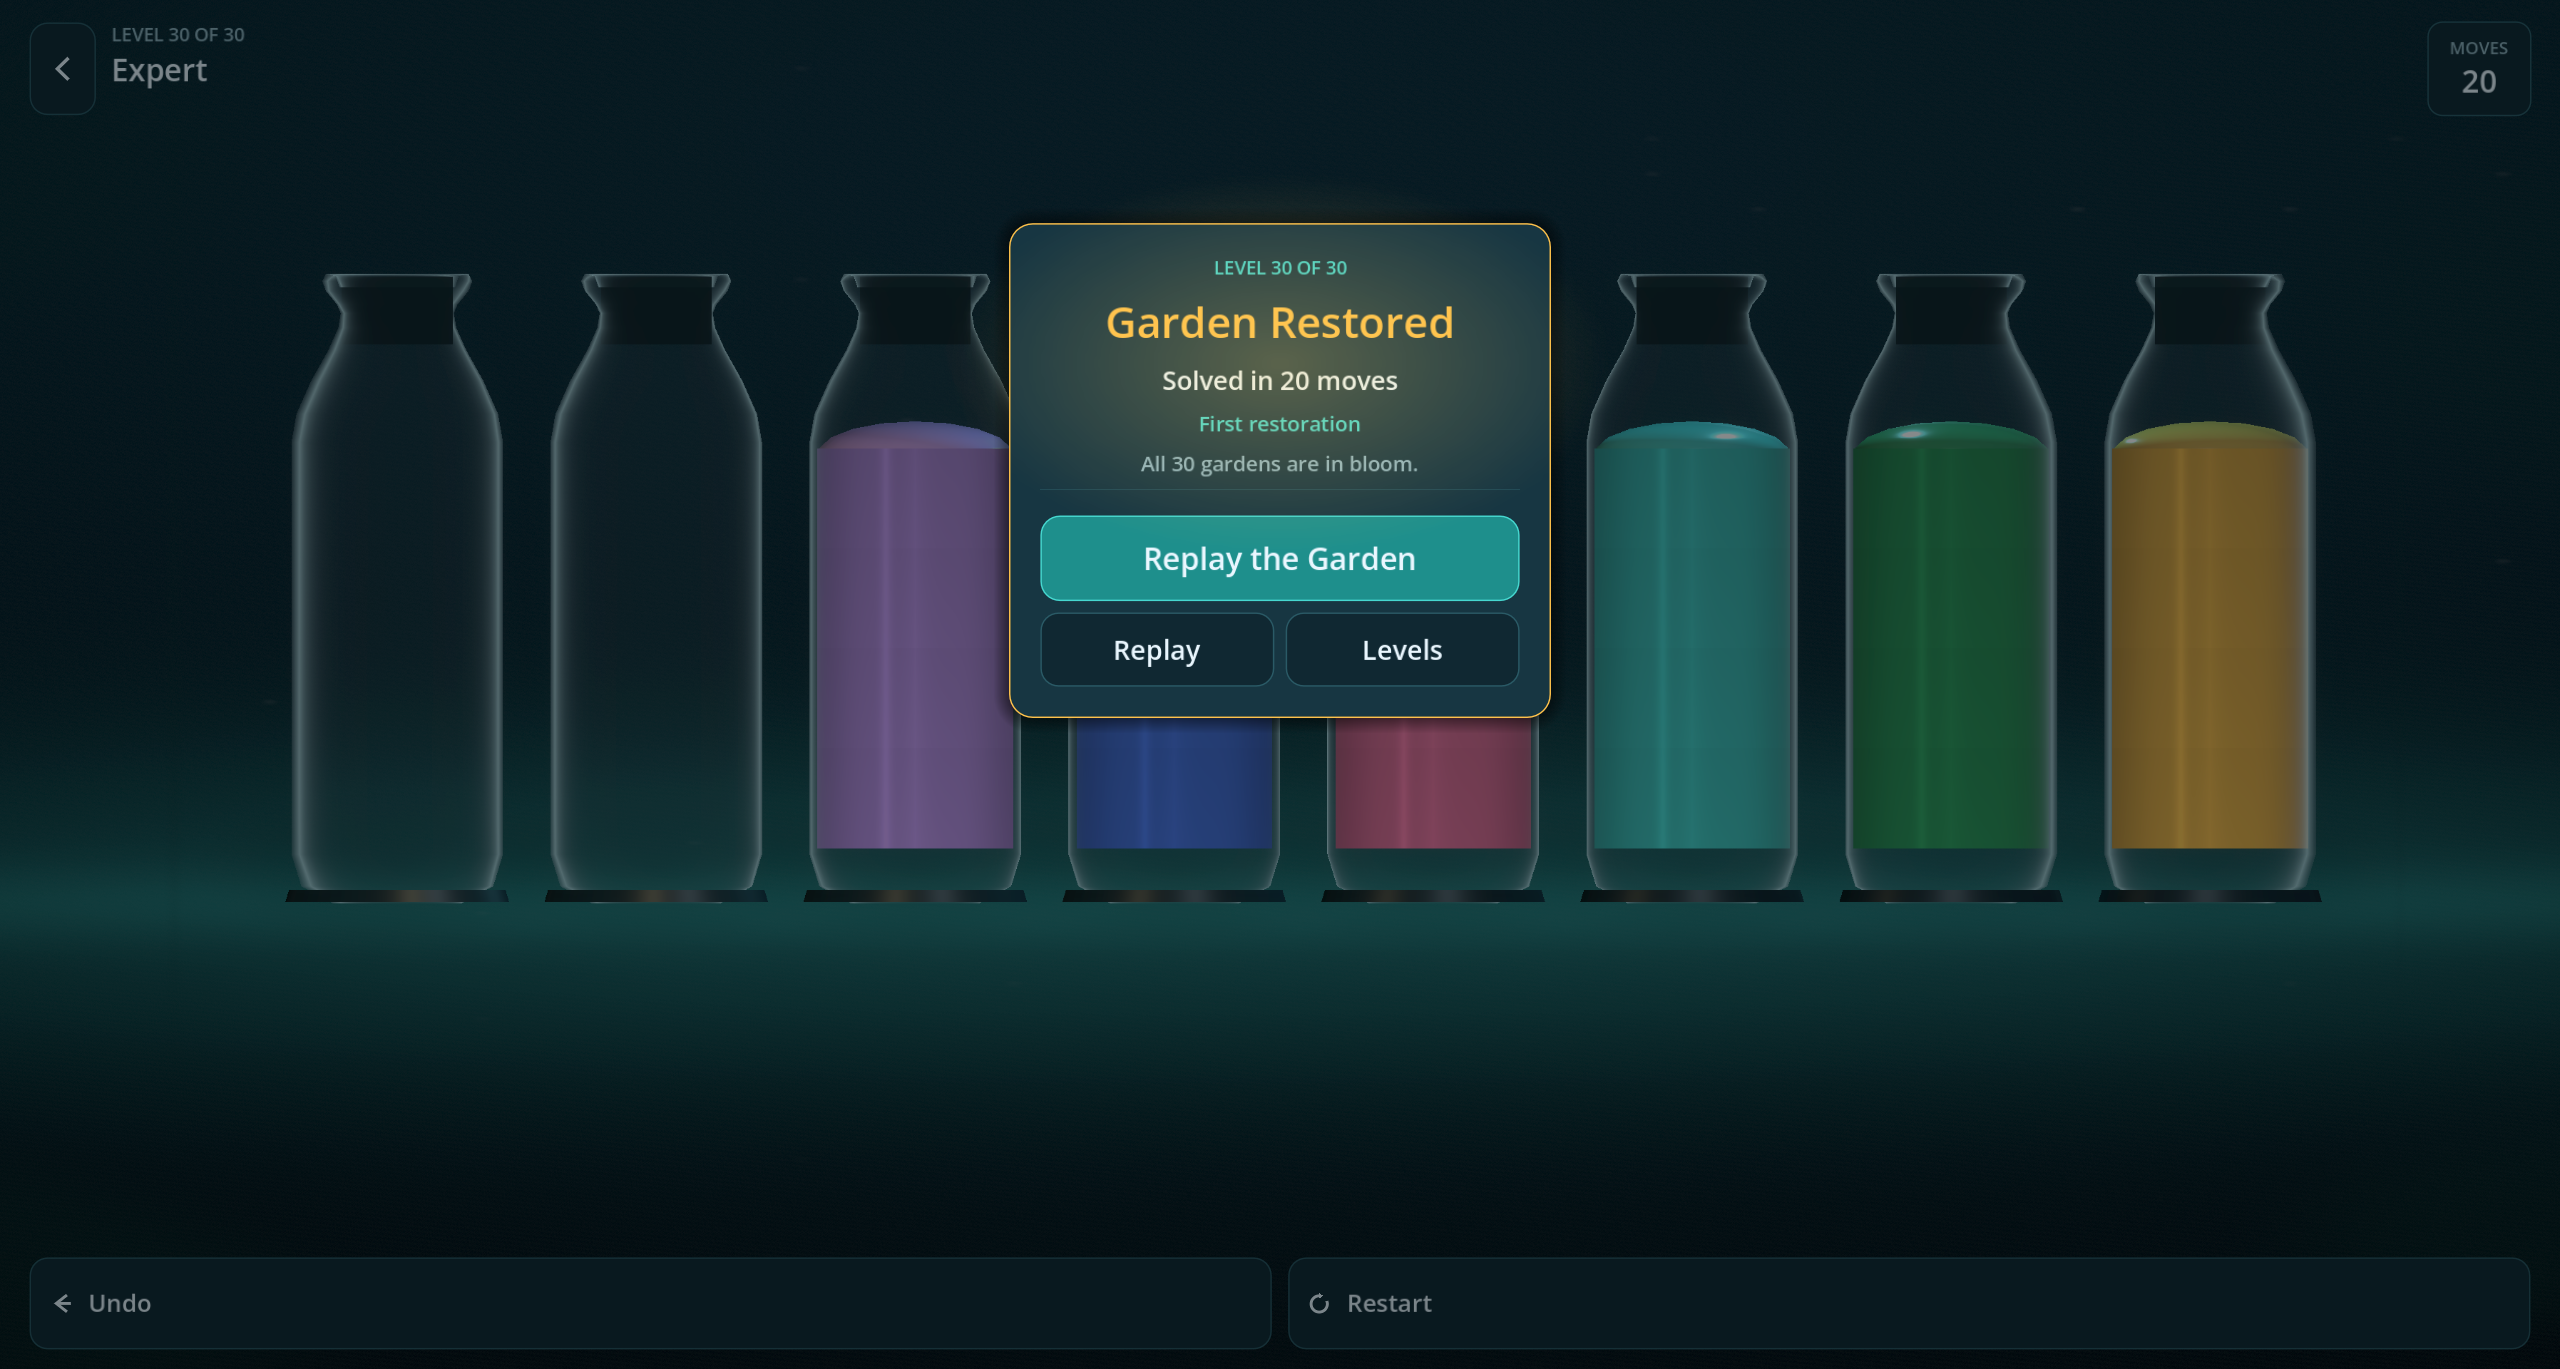 LEVEL 30 OF 30
Expert
MOVES
20
LEVEL 30 OF 30
Garden Restored
Solved in 20 moves
First restoration
All 30 gardens are in bloom.
Replay the Garden
Replay
Levels
Undo
Restart